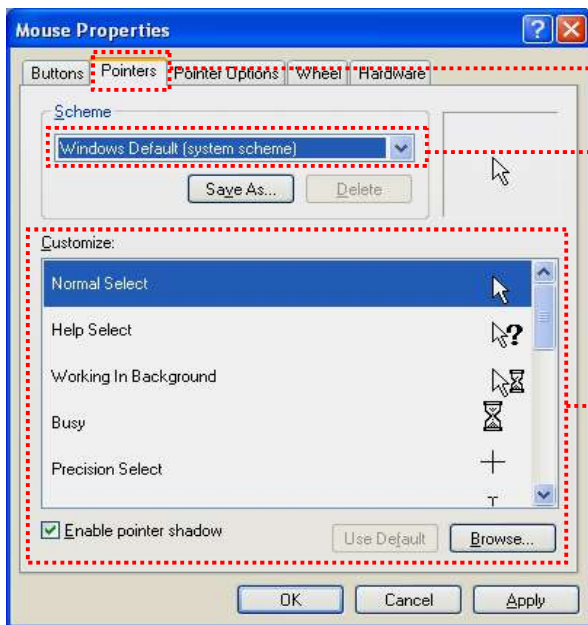 Mouse Properties
Buttons Pointers Pointer Options Wheel Hardware
Scheme
Windows Default (system scheme)
Save As... Delete
Customize:
Normal Select
Help Select
Working In Background
Busy
Precision Select
Enable pointer shadow
Use Default Browse...
OK Cancel Apply